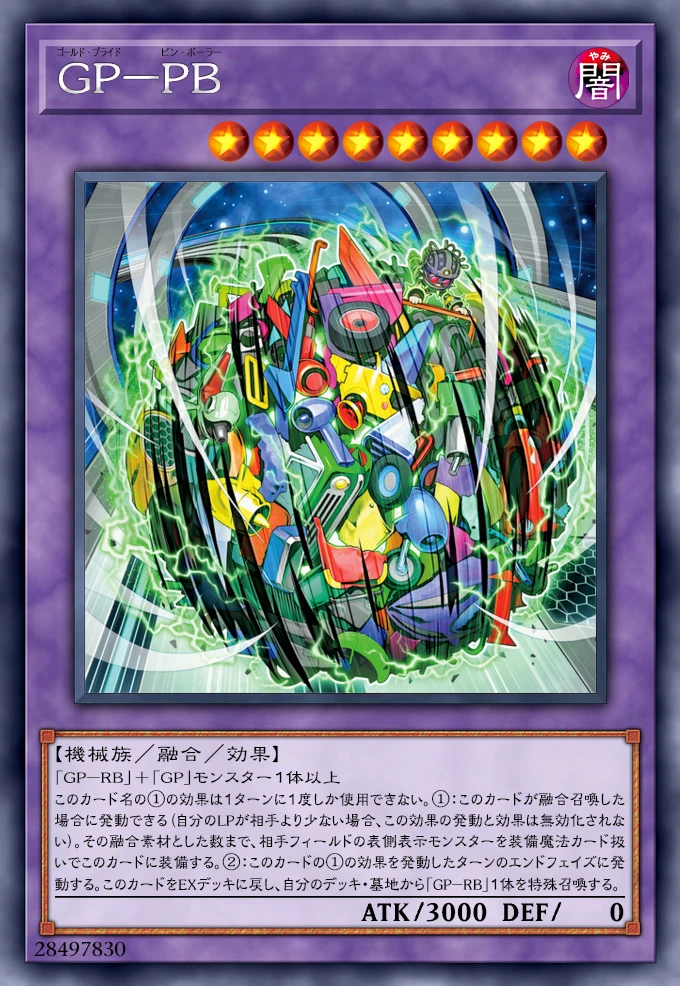 ゴールド・プライド ピン・ボーラー
GP－PB
やみ
闇
【機械族／融合／効果】
「GP－RB」＋「GP」モンスター１体以上
このカード名の①の効果は１ターンに１度しか使用できない。①：このカードが融合召喚した
場合に発動できる（自分のLPが相手より少ない場合、この効果の発動と効果は無効化されな
い）。その融合素材とした数まで、相手フィールドの表側表示モンスターを装備魔法カード扱
いでこのカードに装備する。②：このカードの①の効果を発動したターンのエンドフェイズに発
動する。このカードをEXデッキに戻し、自分のデッキ・墓地から「GP－RB」１体を特殊召喚する。
ATK/3000 DEF/ 0
28497830